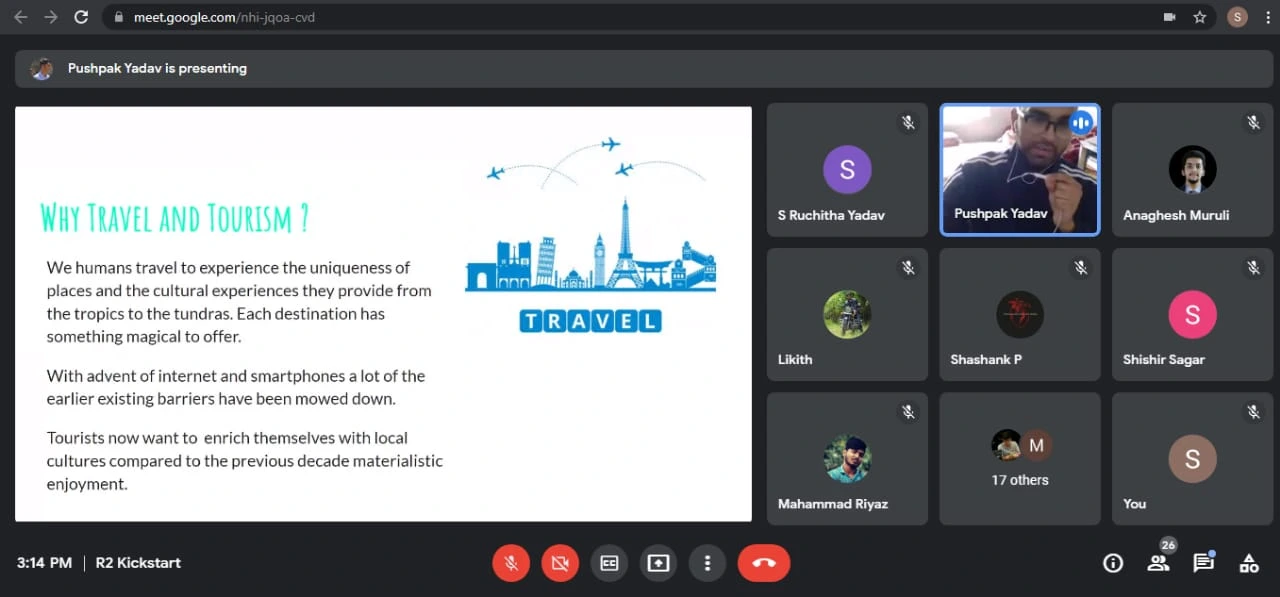 meet.google.com/nhi-jqoa-cvd
S
Pushpak Yadav is presenting
WHY TRAVEL AND TOURISM ?
We humans travel to experience the uniqueness of
places and the cultural experiences they provide from
the tropics to the tundras. Each destination has
something magical to offer.
With advent of internet and smartphones a lot of the
earlier existing barriers have been mowed down.
Tourists now want to enrich themselves with local
cultures compared to the previous decade materialistic
enjoyment.
TRAVEL
S
S Ruchitha Yadav
Pushpak Yadav
Anaghesh Muruli
Likith
Shashank P
S
Shishir Sagar
Mahammad Riyaz
M
17 others
S
You
3:14 PM | R2 Kickstart
CC
26